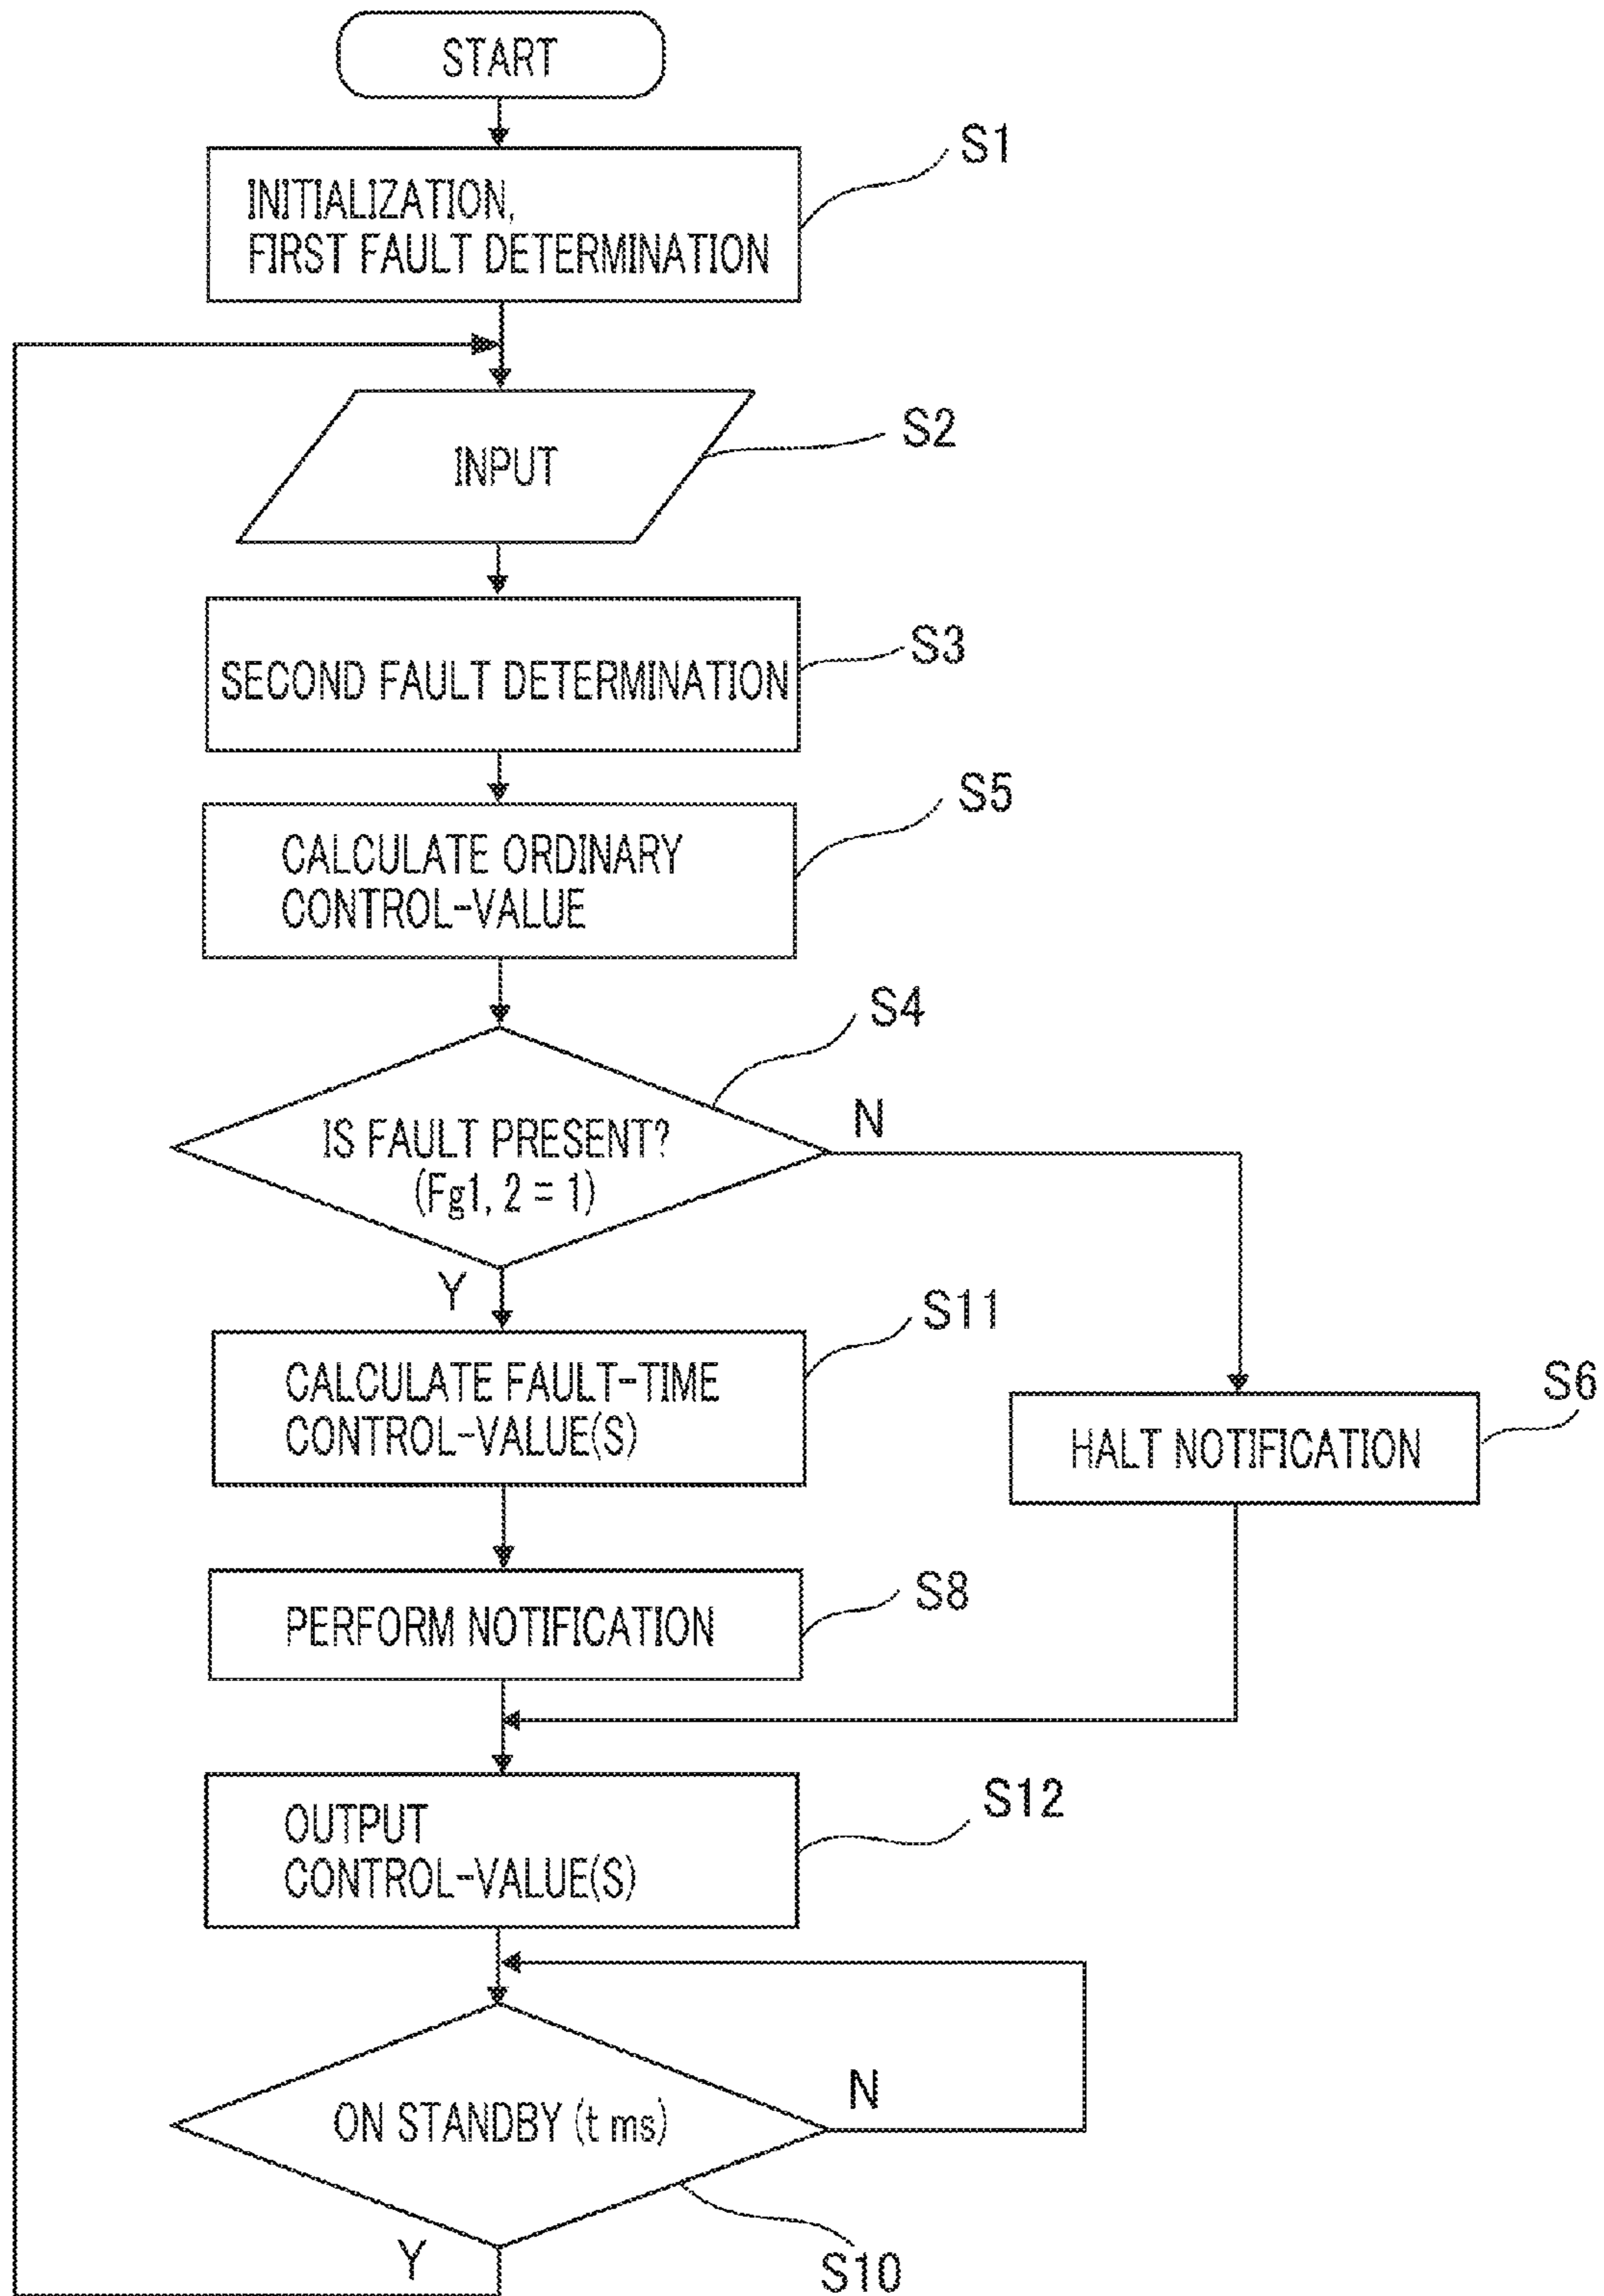 START
S1
INITIALIZATION,
FIRST FAULT DETERMINATION
S2
INPUT
S3
SECOND FAULT DETERMINATION
S5
CALCULATE ORDINARY
CONTROL-VALUE
S4
IS FAULT PRESENT?
(Fg1, 2 = 1)
N
Y
S11
CALCULATE FAULT-TIME
CONTROL-VALUE(S)
S6
HALT NOTIFICATION
S8
PERFORM NOTIFICATION
S12
OUTPUT
CONTROL-VALUE(S)
N
ON STANDBY (t ms)
Y
S10